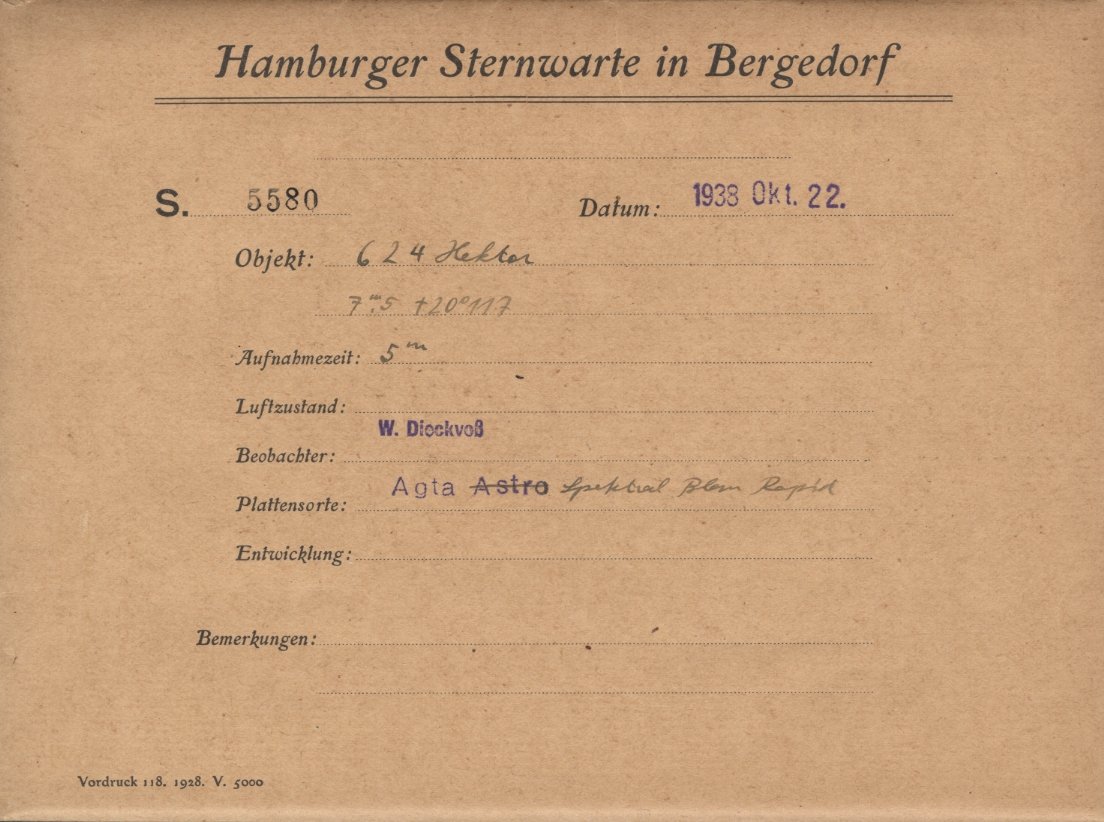 Hamburger Sternwarte in Bergedorf
S. 5580 Datum: 1938 Okt. 22.
Objekt: 624 Hektor
7ᵐ.5 +20°117
Aufnahmezeit: 5ᵐ
Luftzustand:
W. Dieckvoß
Beobachter:
Agfa Astro Spektral Blau Rapid
Plattensorte:
Entwicklung:
Bemerkungen:
Vordruck 118. 1928. V. 5000